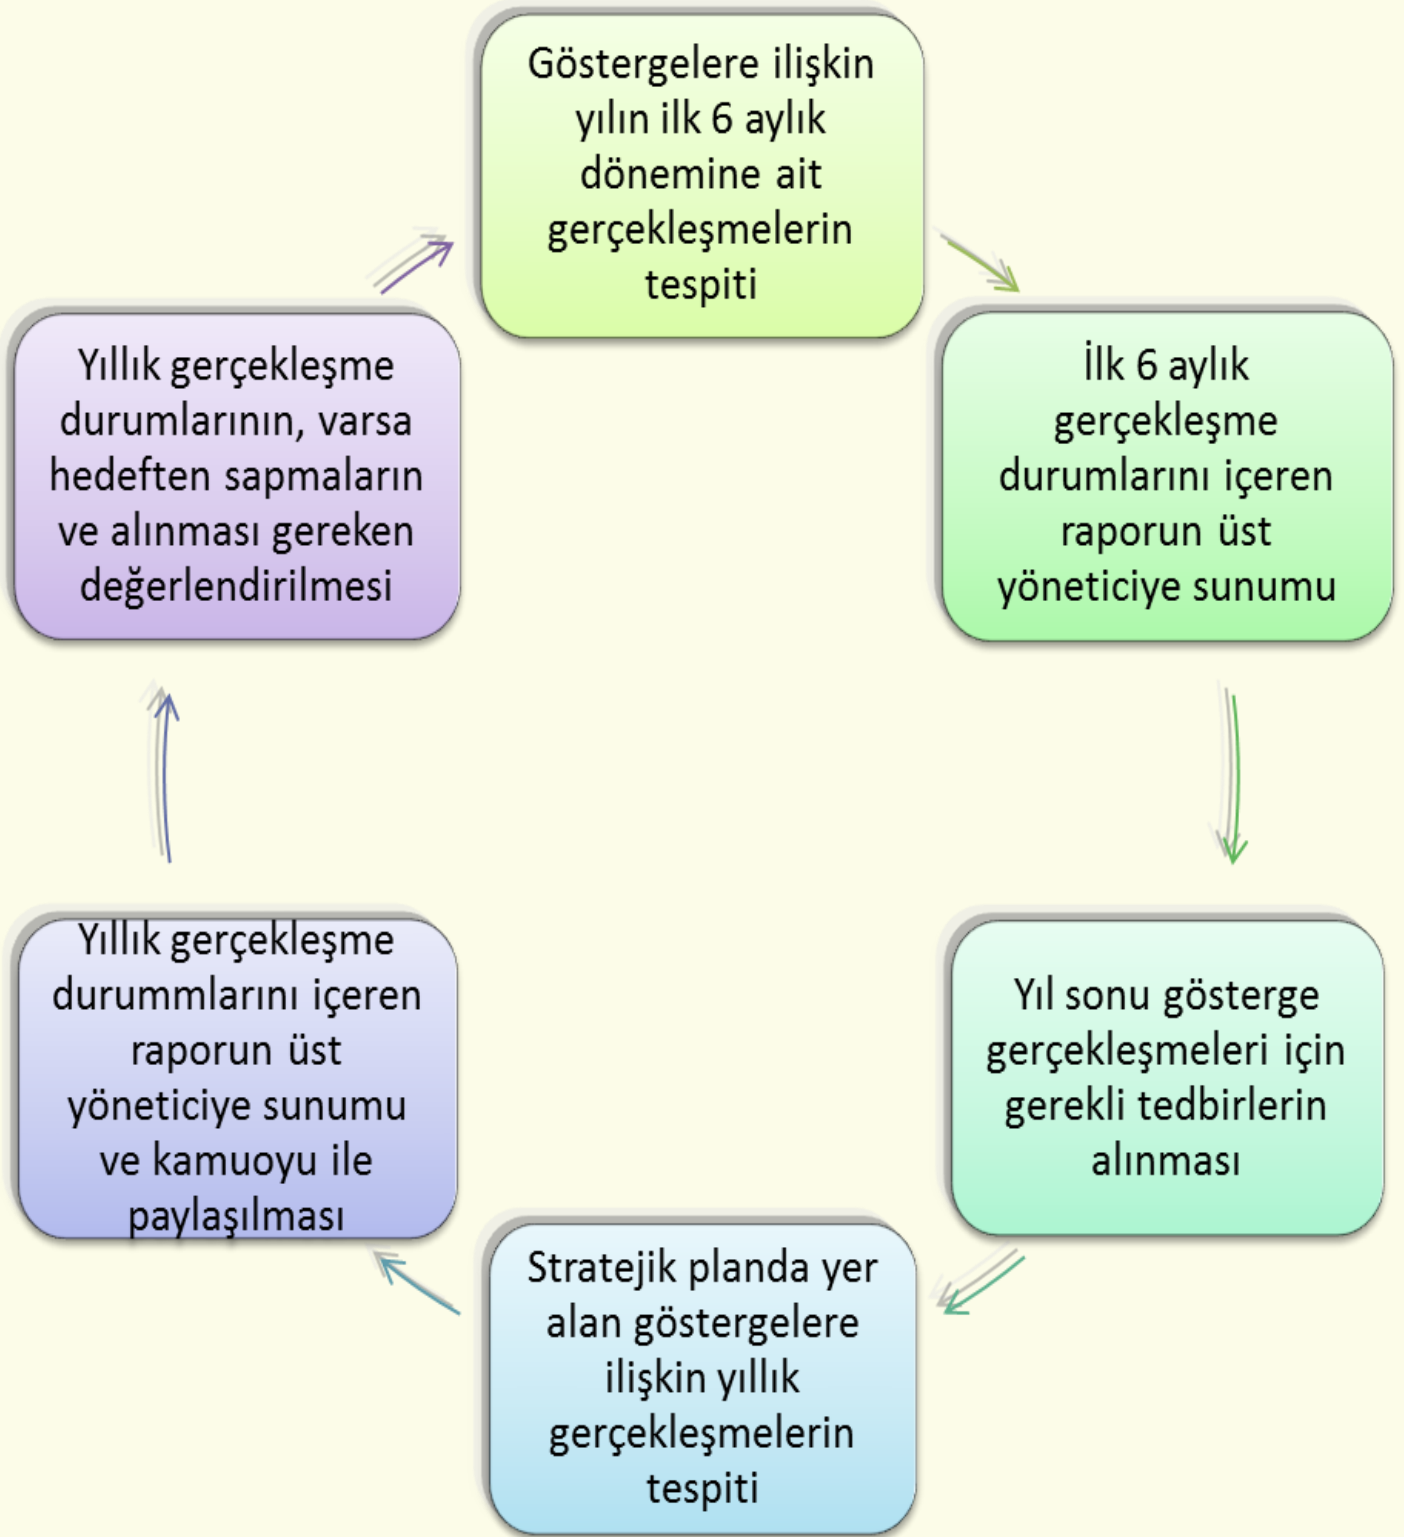 Göstergelere ilişkin
yılın ilk 6 aylık
dönemine ait
gerçekleşmelerin
tespiti
İlk 6 aylık
gerçekleşme
durumlarını içeren
raporun üst
yöneticiye sunumu
Yıl sonu gösterge
gerçekleşmeleri için
gerekli tedbirlerin
alınması
Stratejik planda yer
alan göstergelere
ilişkin yıllık
gerçekleşmelerin
tespiti
Yıllık gerçekleşme
durummlarını içeren
raporun üst
yöneticiye sunumu
ve kamuoyu ile
paylaşılması
Yıllık gerçekleşme
durumlarının, varsa
hedeften sapmaların
ve alınması gereken
değerlendirilmesi